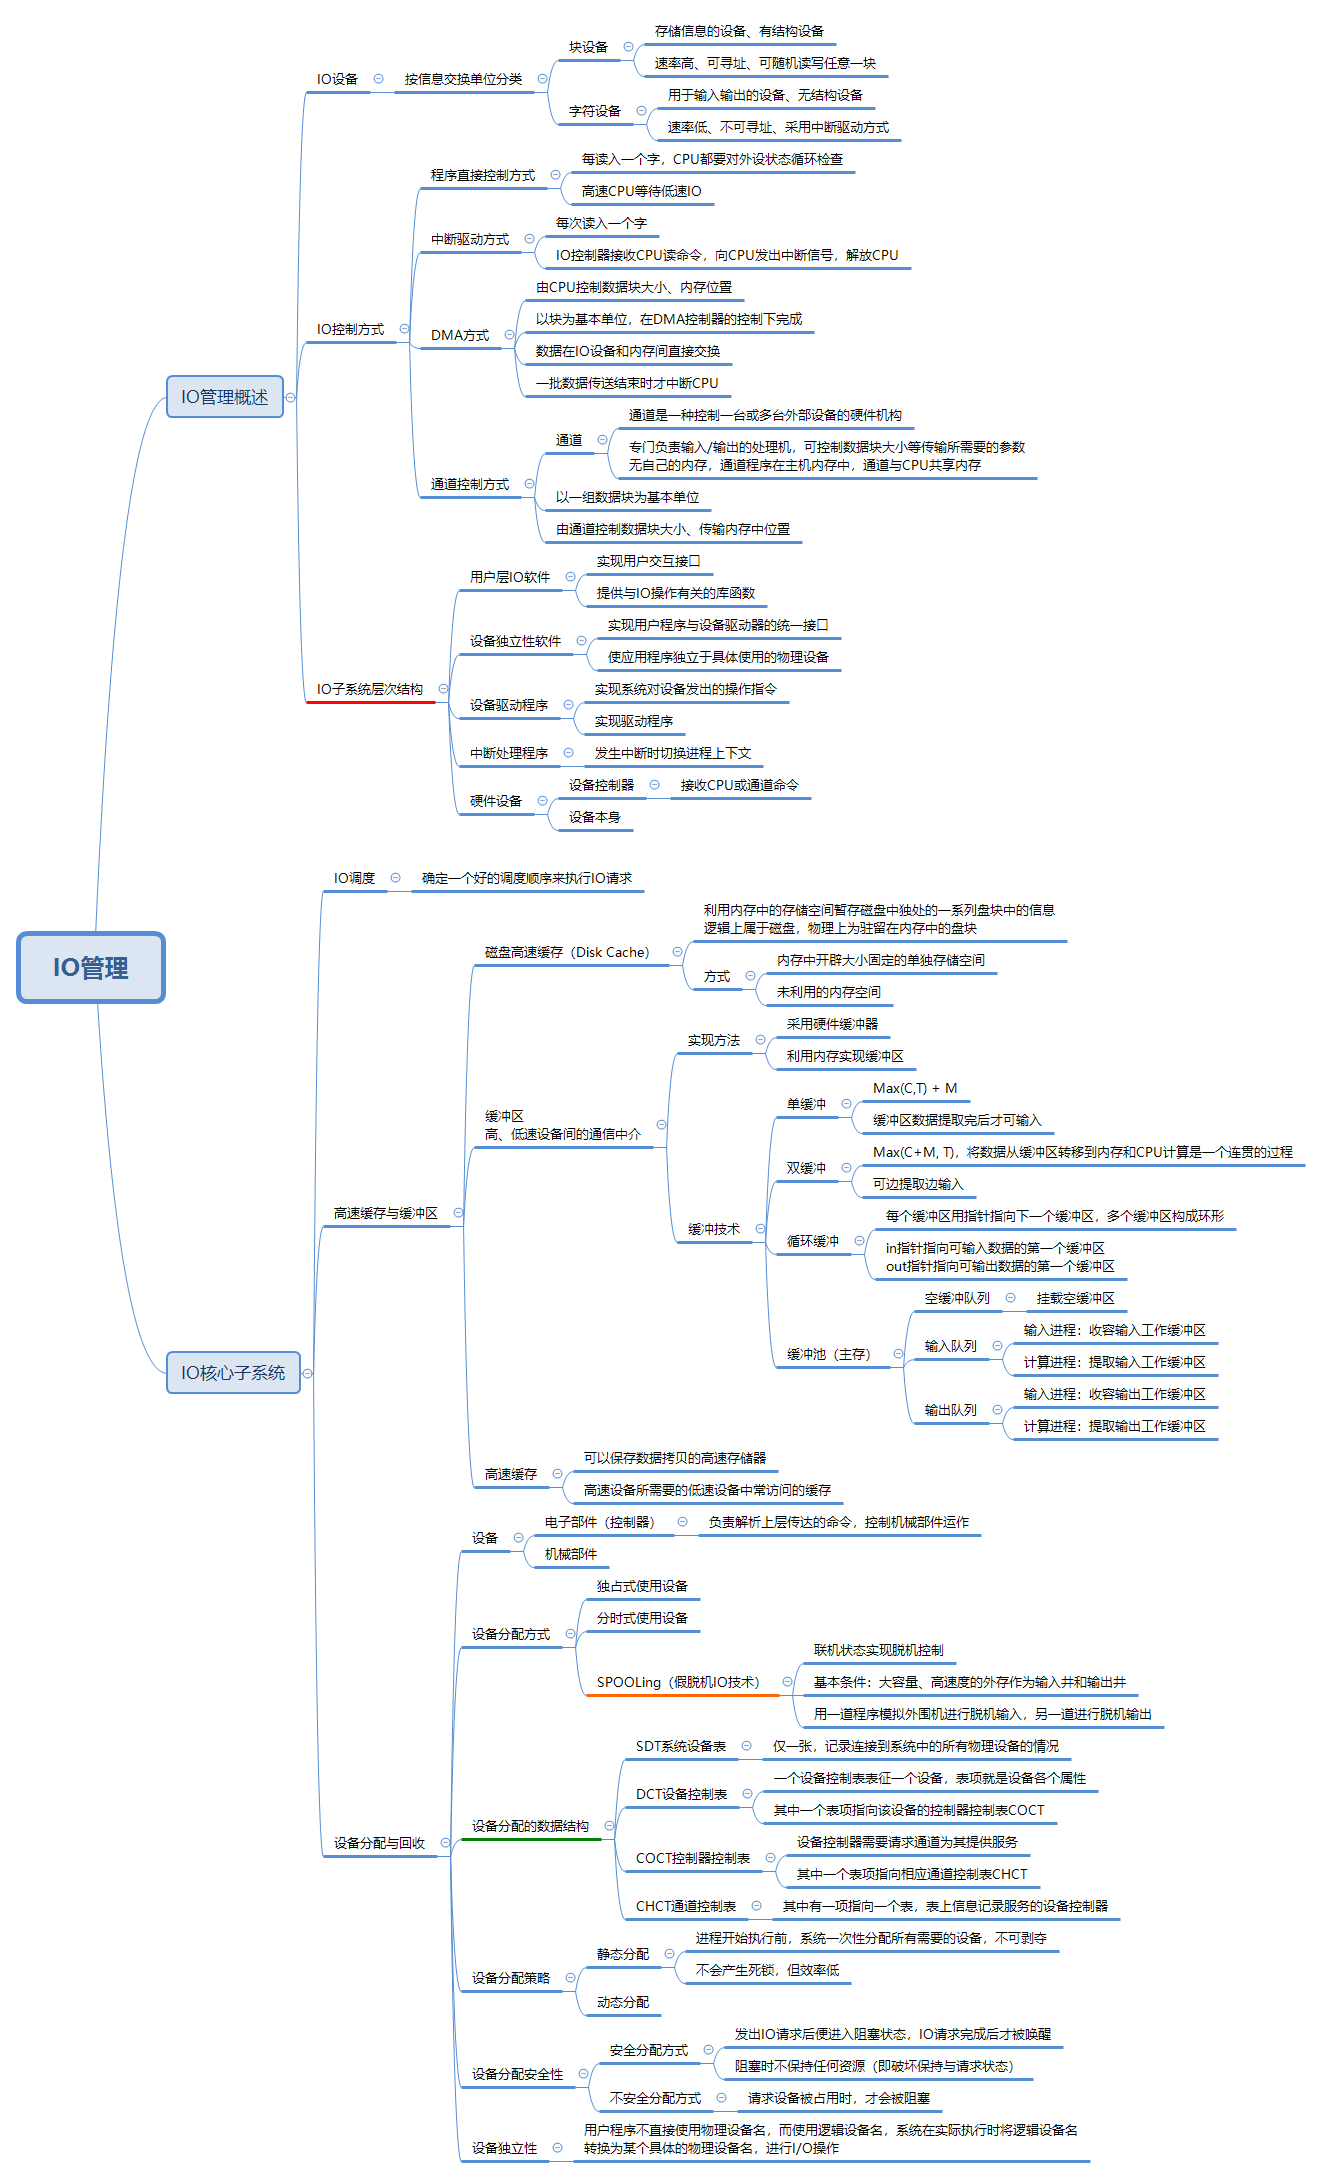 IO管理
IO管理概述
IO设备
按信息交换单位分类
块设备
存储信息的设备、有结构设备
速率高、可寻址、可随机读写任意一块
字符设备
用于输入输出的设备、无结构设备
速率低、不可寻址、采用中断驱动方式
IO控制方式
程序直接控制方式
每读入一个字，CPU都要对外设状态循环检查
高速CPU等待低速IO
中断驱动方式
每次读入一个字
IO控制器接收CPU读命令，向CPU发出中断信号，解放CPU
DMA方式
由CPU控制数据块大小、内存位置
以块为基本单位，在DMA控制器的控制下完成
数据在IO设备和内存间直接交换
一批数据传送结束时才中断CPU
通道控制方式
通道
通道是一种控制一台或多台外部设备的硬件机构
专门负责输入/输出的处理机，可控制数据块大小等传输所需要的参数
无自己的内存，通道程序在主机内存中，通道与CPU共享内存
以一组数据块为基本单位
由通道控制数据块大小、传输内存中位置
IO子系统层次结构
用户层IO软件
实现用户交互接口
提供与IO操作有关的库函数
设备独立性软件
实现用户程序与设备驱动器的统一接口
使应用程序独立于具体使用的物理设备
设备驱动程序
实现系统对设备发出的操作指令
实现驱动程序
中断处理程序
发生中断时切换进程上下文
硬件设备
设备控制器
接收CPU或通道命令
设备本身
IO核心子系统
IO调度
确定一个好的调度顺序来执行IO请求
高速缓存与缓冲区
磁盘高速缓存（Disk Cache）
利用内存中的存储空间暂存磁盘中独处的一系列盘块中的信息
逻辑上属于磁盘，物理上为驻留在内存中的盘块
方式
内存中开辟大小固定的单独存储空间
未利用的内存空间
缓冲区
高、低速设备间的通信中介
实现方法
采用硬件缓冲器
利用内存实现缓冲区
缓冲技术
单缓冲
Max(C,T) + M
缓冲区数据提取完后才可输入
双缓冲
Max(C+M, T)，将数据从缓冲区转移到内存和CPU计算是一个连贯的过程
可边提取边输入
循环缓冲
每个缓冲区用指针指向下一个缓冲区，多个缓冲区构成环形
in指针指向可输入数据的第一个缓冲区
out指针指向可输出数据的第一个缓冲区
缓冲池（主存）
空缓冲队列
挂载空缓冲区
输入队列
输入进程：收容输入工作缓冲区
计算进程：提取输入工作缓冲区
输出队列
输入进程：收容输出工作缓冲区
计算进程：提取输出工作缓冲区
高速缓存
可以保存数据拷贝的高速存储器
高速设备所需要的低速设备中常访问的缓存
设备分配与回收
设备
电子部件（控制器）
负责解析上层传达的命令，控制机械部件运作
机械部件
设备分配方式
独占式使用设备
分时式使用设备
SPOOLing（假脱机IO技术）
联机状态实现脱机控制
基本条件：大容量、高速度的外存作为输入井和输出井
用一道程序模拟外围机进行脱机输入，另一道进行脱机输出
设备分配的数据结构
SDT系统设备表
仅一张，记录连接到系统中的所有物理设备的情况
DCT设备控制表
一个设备控制表表征一个设备，表项就是设备各个属性
其中一个表项指向该设备的控制器控制表COCT
COCT控制器控制表
设备控制器需要请求通道为其提供服务
其中一个表项指向相应通道控制表CHCT
CHCT通道控制表
其中有一项指向一个表，表上信息记录服务的设备控制器
设备分配策略
静态分配
进程开始执行前，系统一次性分配所有需要的设备，不可剥夺
不会产生死锁，但效率低
动态分配
设备分配安全性
安全分配方式
发出IO请求后便进入阻塞状态，IO请求完成后才被唤醒
阻塞时不保持任何资源（即破坏保持与请求状态）
不安全分配方式
请求设备被占用时，才会被阻塞
设备独立性
用户程序不直接使用物理设备名，而使用逻辑设备名，系统在实际执行时将逻辑设备名
转换为某个具体的物理设备名，进行I/O操作